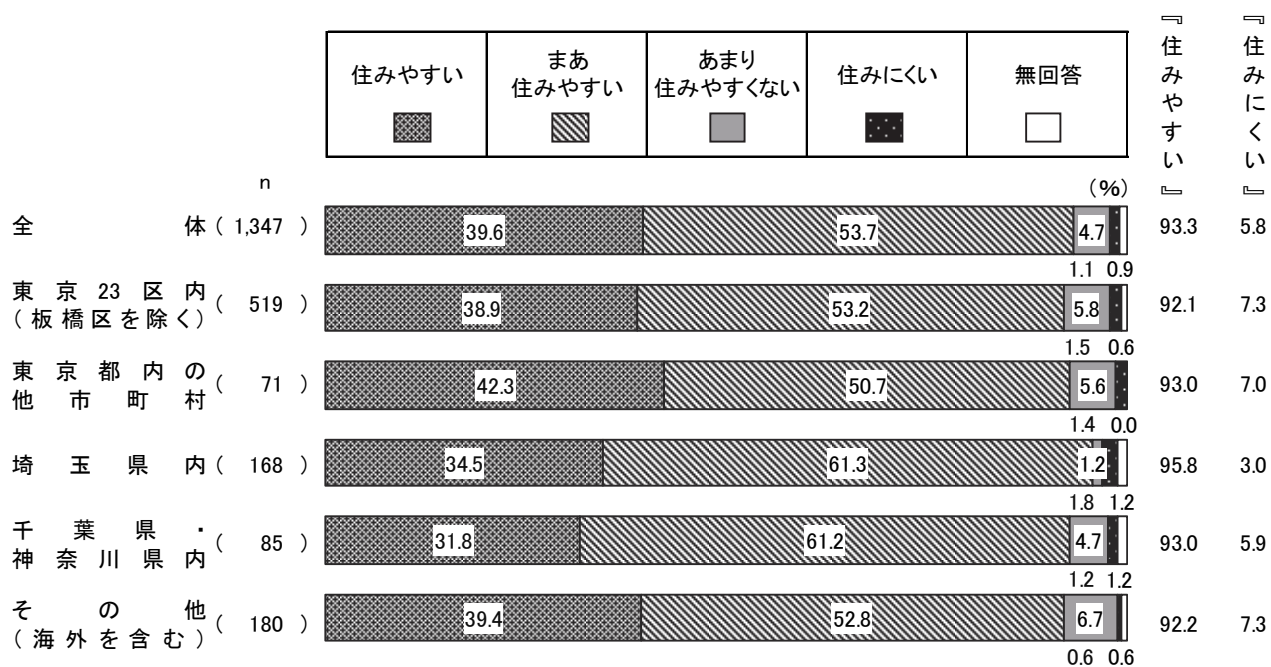 住みやすい
まあ
住みやすい
あまり
住みやすくない
住みにくい
無回答
『住みやすい』
『住みにくい』
n
(%)
全体 ( 1,347 ) 39.6 53.7 4.7 93.3 5.8
1.1 0.9
東京23区内
(板橋区を除く) ( 519 ) 38.9 53.2 5.8 92.1 7.3
1.5 0.6
東京都内の
他市町村 ( 71 ) 42.3 50.7 5.6 93.0 7.0
1.4 0.0
埼玉県内 ( 168 ) 34.5 61.3 1.2 95.8 3.0
1.8 1.2
千葉県・
神奈川県内 ( 85 ) 31.8 61.2 4.7 93.0 5.9
1.2 1.2
その他
(海外を含む) ( 180 ) 39.4 52.8 6.7 92.2 7.3
0.6 0.6